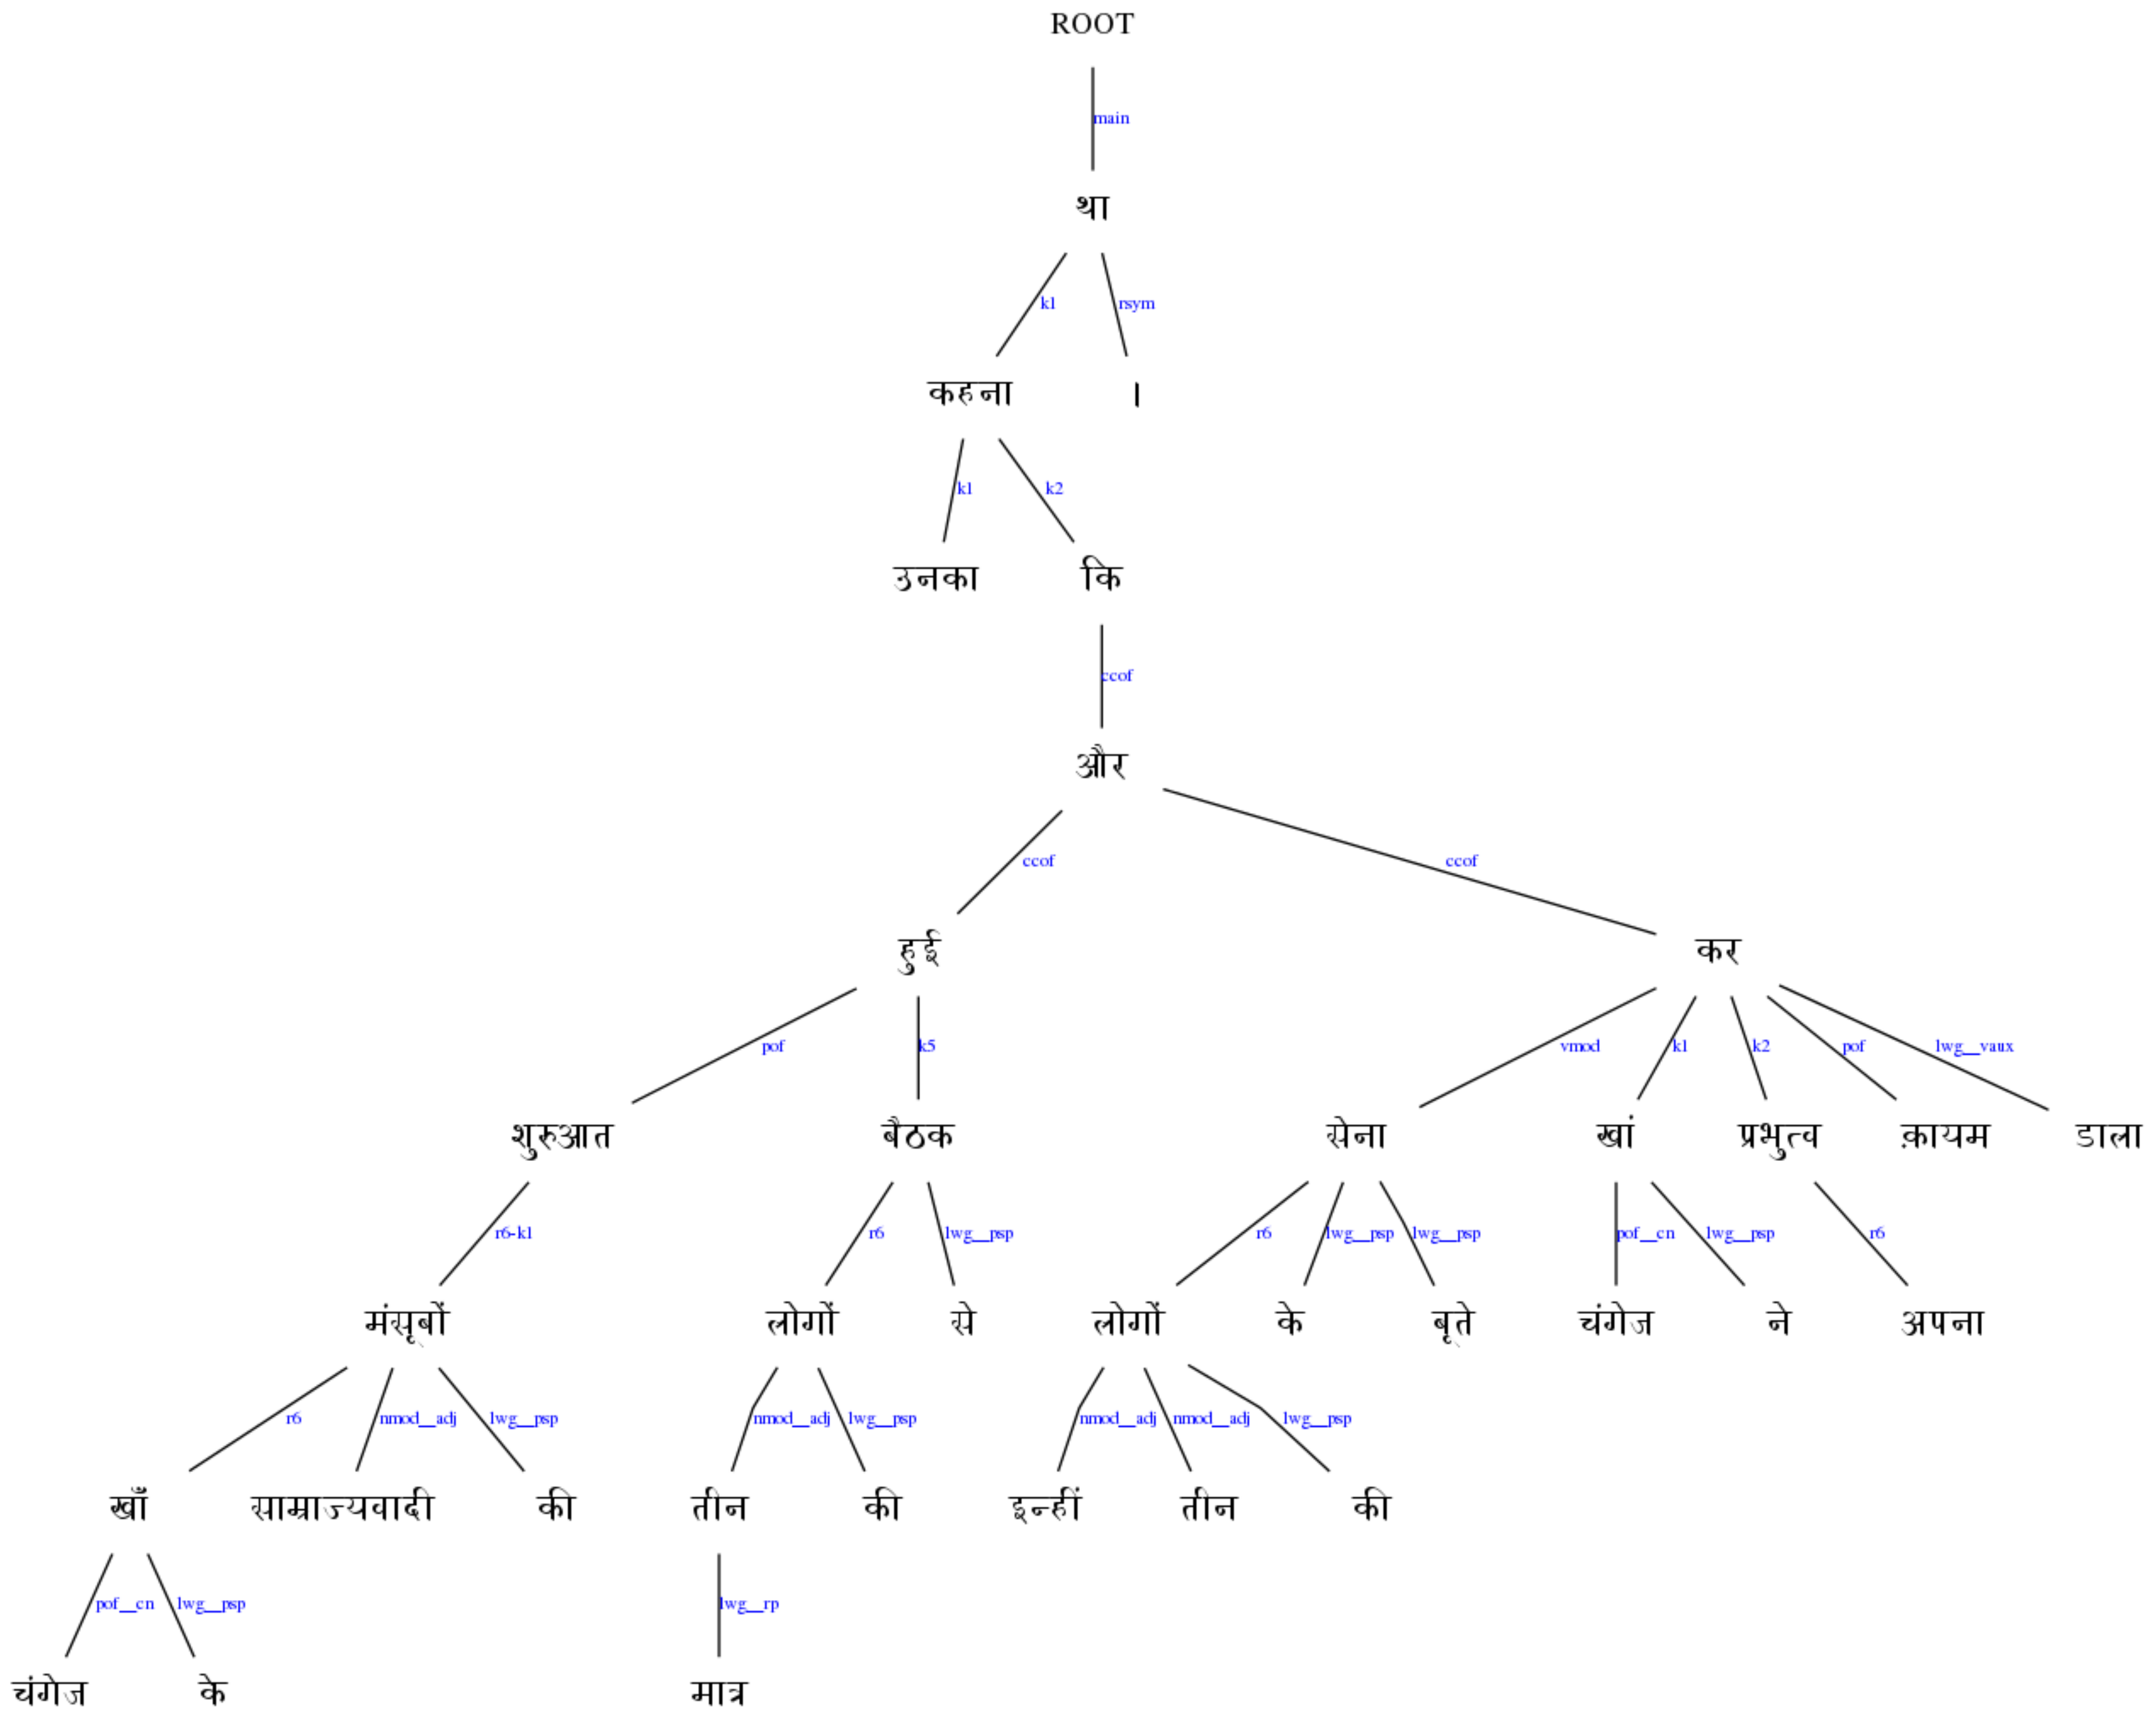 ROOT
main
था
k1 rsym
कहना ।
k1 k2
उनका कि
ccof
और
ccof ccof
हुई कर
pof k5 vmod k1 k2 pof lwg__vaux
शुरुआत बैठक सेना खां प्रभुत्व क़ायम डाला
r6-k1 r6 lwg__psp r6 lwg__psp lwg__psp pof__cn lwg__psp r6
मंसूबों लोगों से लोगों के बूते चंगेज ने अपना
r6 nmod__adj lwg__psp nmod__adj lwg__psp nmod__adj nmod__adj lwg__psp
खाँ साम्राज्यवादी की तीन की इन्हीं तीन की
pof__cn lwg__psp lwg__rp
चंगेज के मात्र